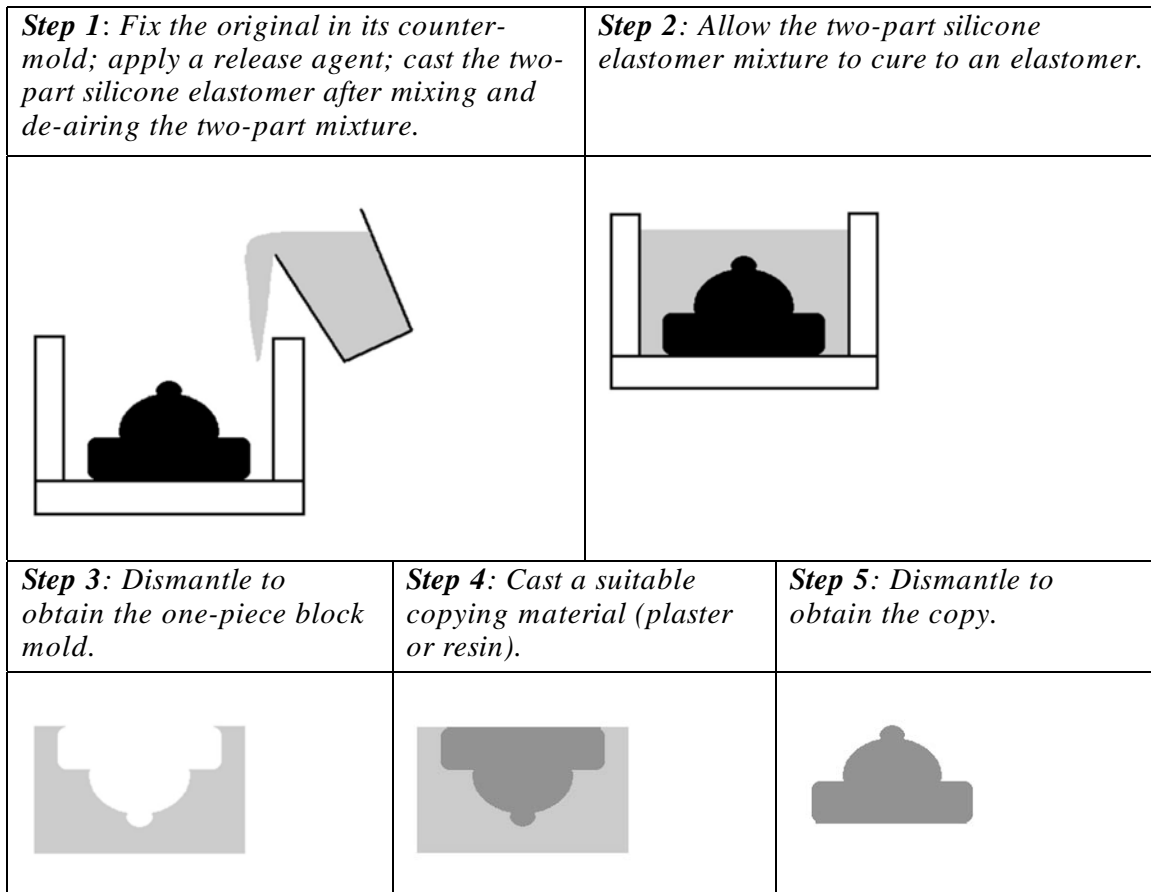 Step 1: Fix the original in its counter-
mold; apply a release agent; cast the two-
part silicone elastomer after mixing and
de-airing the two-part mixture.
Step 2: Allow the two-part silicone
elastomer mixture to cure to an elastomer.
Step 3: Dismantle to
obtain the one-piece block
mold.
Step 4: Cast a suitable
copying material (plaster
or resin).
Step 5: Dismantle to
obtain the copy.